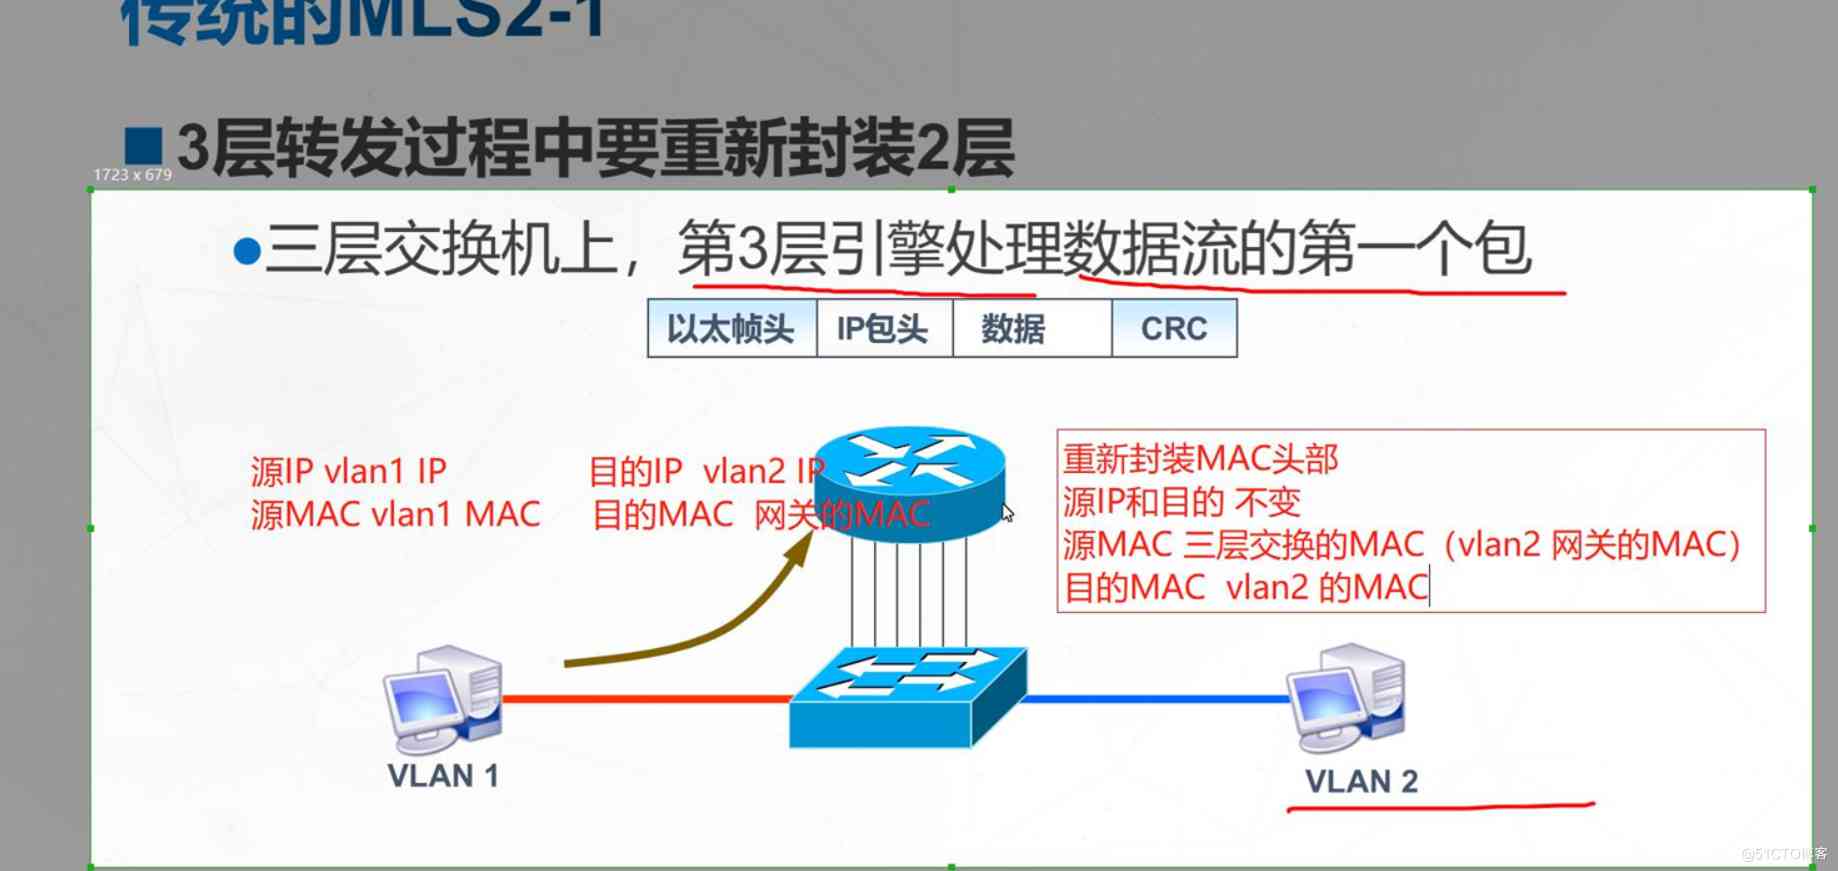 传统的MLS2-1
3层转发过程中要重新封装2层
1723 x 679
三层交换机上，第3层引擎处理数据流的第一个包
以太帧头 IP包头 数据 CRC
源IP vlan1 IP 目的IP vlan2 IP
源MAC vlan1 MAC 目的MAC 网关的MAC
重新封装MAC头部
源IP和目的 不变
源MAC 三层交换的MAC（vlan2 网关的MAC）
目的MAC vlan2 的MAC
VLAN 1
VLAN 2
@51CTO博客